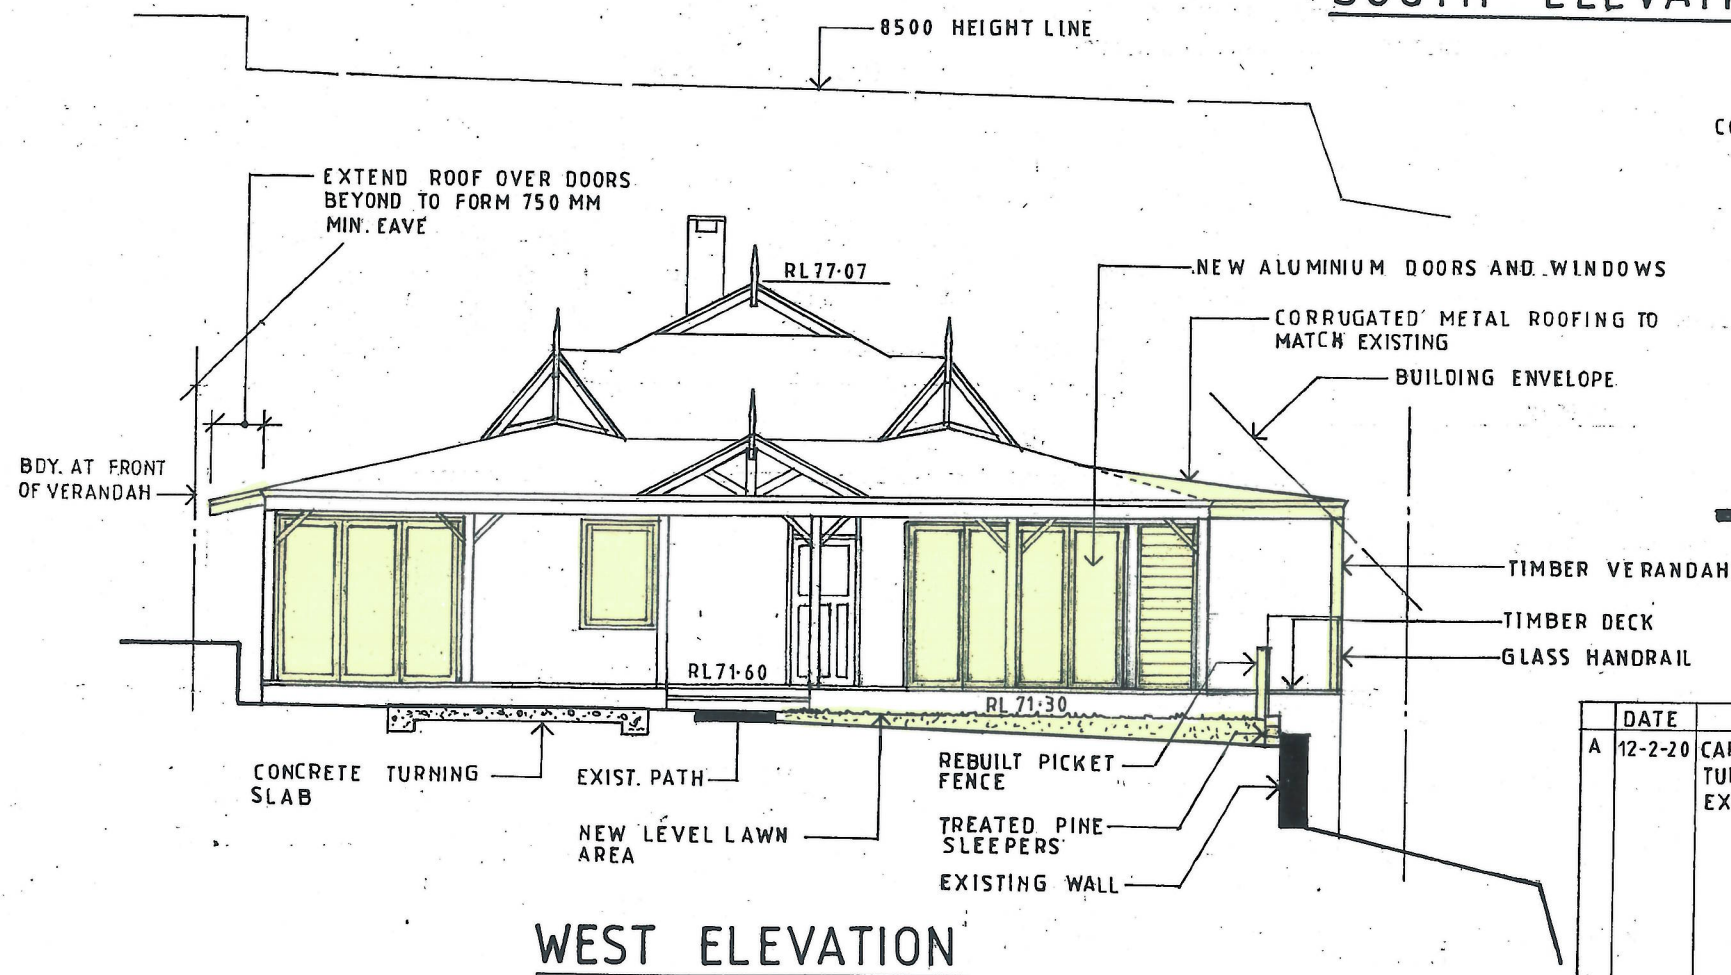 8500 HEIGHT LINE
EXTEND ROOF OVER DOORS
BEYOND TO FORM 750 MM
MIN. EAVE
RL77·07
NEW ALUMINIUM DOORS AND WINDOWS
CORRUGATED METAL ROOFING TO
MATCH EXISTING
BUILDING ENVELOPE
BDY. AT FRONT
OF VERANDAH
TIMBER VERANDAH
TIMBER DECK
GLASS HANDRAIL
RL71·60
RL 71·30
CONCRETE TURNING
SLAB
EXIST. PATH
NEW LEVEL LAWN
AREA
REBUILT PICKET
FENCE
TREATED PINE
SLEEPERS
EXISTING WALL
DATE
A 12-2-20
WEST ELEVATION